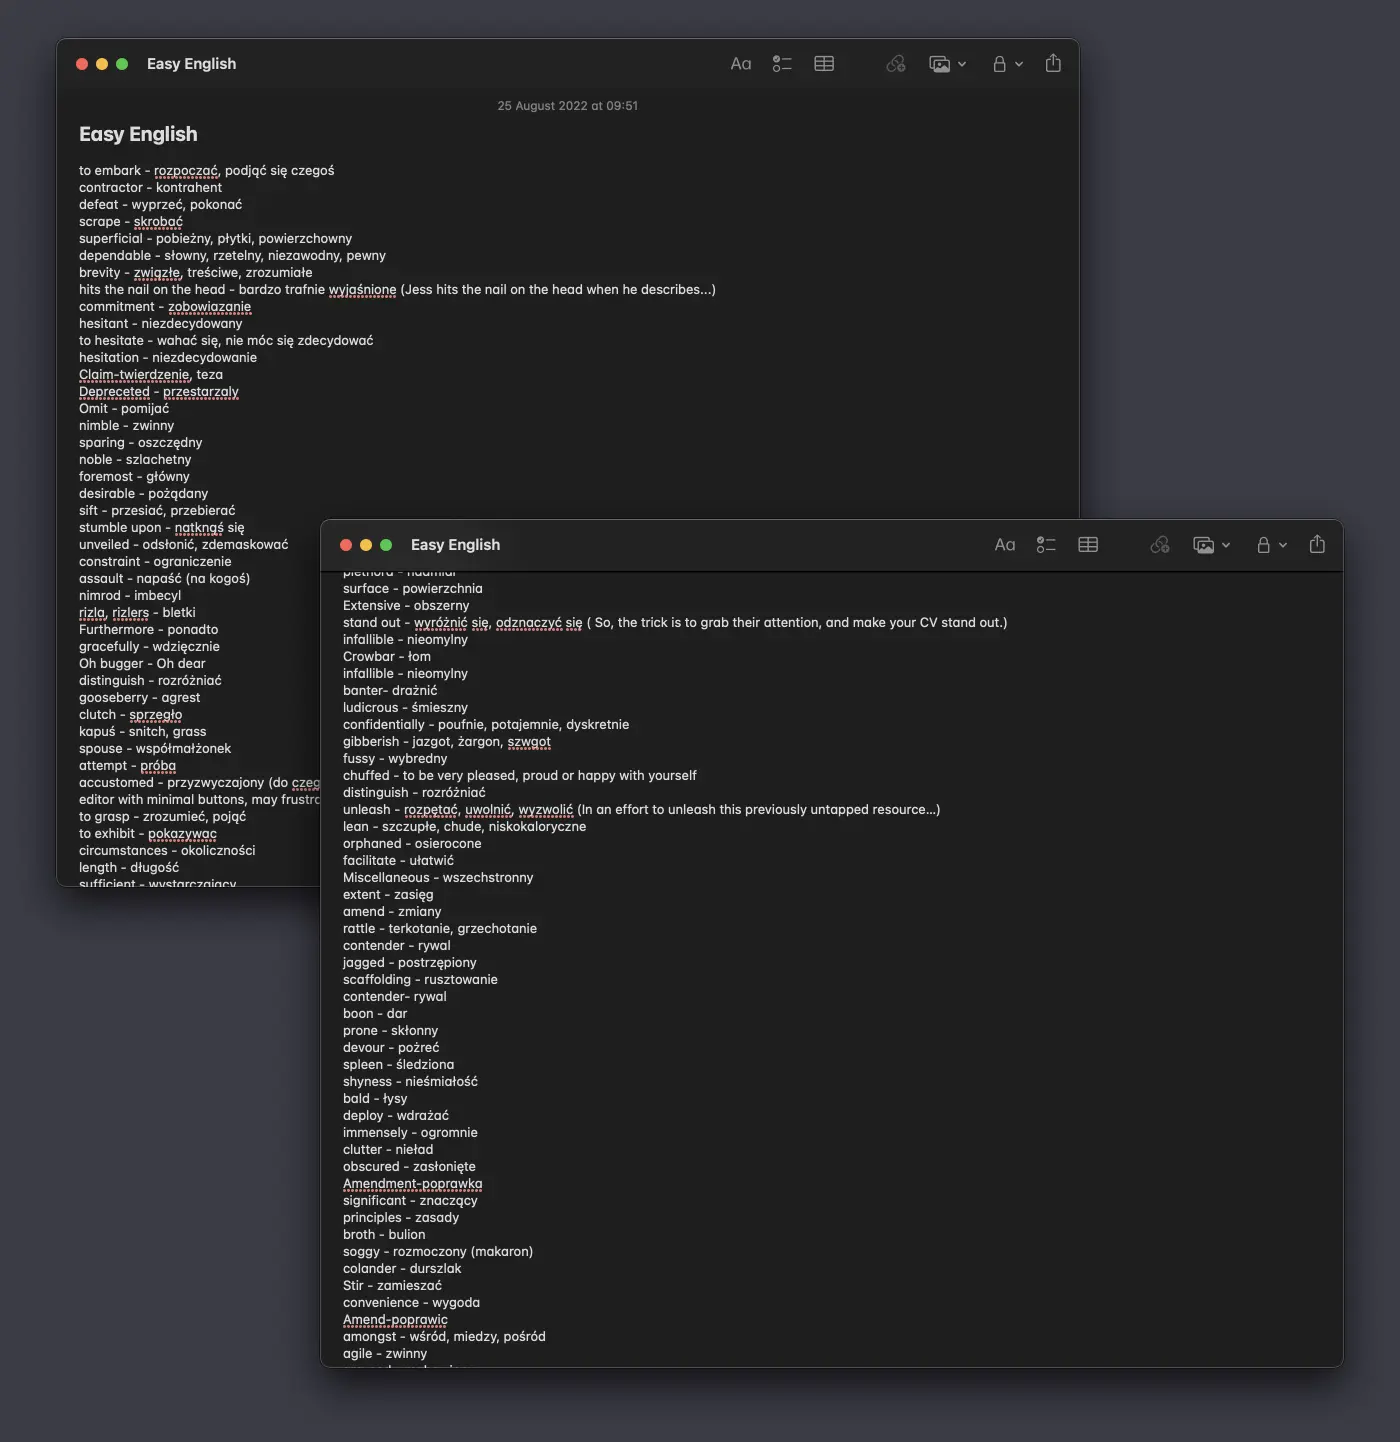 Easy English
Aa
25 August 2022 at 09:51
Easy English
to embark - rozpocząć, podjąć się czegoś
contractor - kontrahent
defeat - wyprzeć, pokonać
scrape - skrobać
superficial - pobieżny, płytki, powierzchowny
dependable - słowny, rzetelny, niezawodny, pewny
brevity - związłe, treściwe, zrozumiałe
hits the nail on the head - bardzo trafnie wyjaśnione (Jess hits the nail on the head when he describes...)
commitment - zobowiazanie
hesitant - niezdecydowany
to hesitate - wahać się, nie móc się zdecydować
hesitation - niezdecydowanie
Claim-twierdzenie, teza
Depreceted - przestarzaly
Omit - pomijać
nimble - zwinny
sparing - oszczędny
noble - szlachetny
foremost - główny
desirable - pożądany
sift - przesiać, przebierać
stumble upon - natknąś się
unveiled - odsłonić, zdemaskować
constraint - ograniczenie
assault - napaść (na kogoś)
nimrod - imbecyl
rizla, rizlers - bletki
Furthermore - ponadto
gracefully - wdzięcznie
Oh bugger - Oh dear
distinguish - rozróżniać
gooseberry - agrest
clutch - sprzęgło
kapuś - snitch, grass
spouse - współmałżonek
attempt - próba
accustomed - przyzwyczajony (do czeg
editor with minimal buttons, may frustra
to grasp - zrozumieć, pojąć
to exhibit - pokazywac
circumstances - okoliczności
length - długość
sufficient - wystarczający
Easy English
Aa
plethora - nadmiar
surface - powierzchnia
Extensive - obszerny
stand out - wyróżnić się, odznaczyć się ( So, the trick is to grab their attention, and make your CV stand out.)
infallible - nieomylny
Crowbar - łom
infallible - nieomylny
banter- drażnić
ludicrous - śmieszny
confidentially - poufnie, potajemnie, dyskretnie
gibberish - jazgot, żargon, szwgot
fussy - wybredny
chuffed - to be very pleased, proud or happy with yourself
distinguish - rozróżniać
unleash - rozpętać, uwolnić, wyzwolić (In an effort to unleash this previously untapped resource...)
lean - szczupłe, chude, niskokaloryczne
orphaned - osierocone
facilitate - ułatwić
Miscellaneous - wszechstronny
extent - zasięg
amend - zmiany
rattle - terkotanie, grzechotanie
contender - rywal
jagged - postrzępiony
scaffolding - rusztowanie
contender- rywal
boon - dar
prone - skłonny
devour - pożreć
spleen - śledziona
shyness - nieśmiałość
bald - łysy
deploy - wdrażać
immensely - ogromnie
clutter - nieład
obscured - zasłonięte
Amendment-poprawka
significant - znaczący
principles - zasady
broth - bulion
soggy - rozmoczony (makaron)
colander - durszlak
Stir - zamieszać
convenience - wygoda
Amend-poprawic
amongst - wśród, miedzy, pośród
agile - zwinny